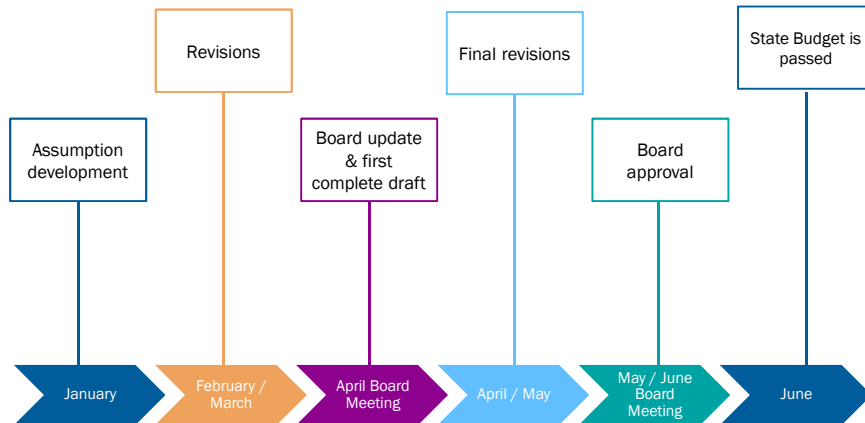 Revisions
Final revisions
State Budget is
passed
Assumption
development
Board update
& first
complete draft
Board
approval
January
February /
March
April Board
Meeting
April / May
May / June
Board
Meeting
June